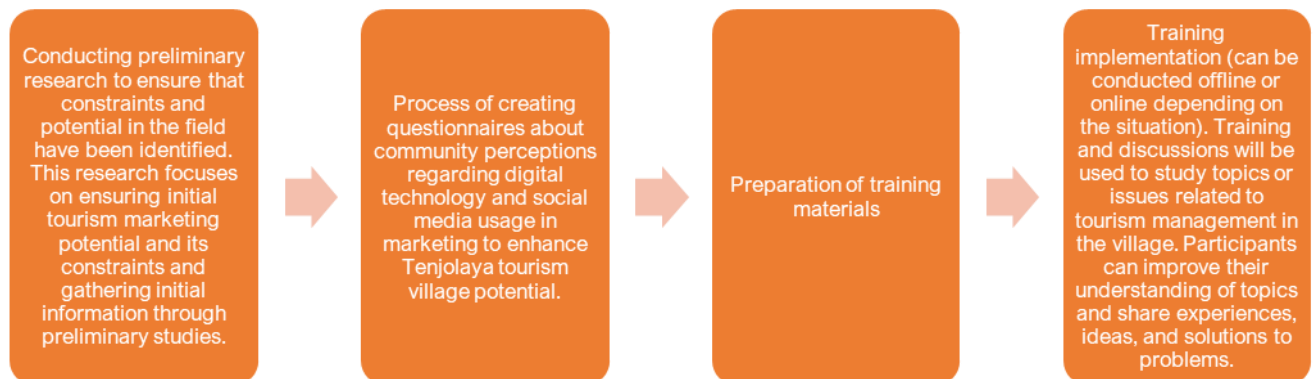 Conducting preliminary
research to ensure that
constraints and
potential in the field
have been identified.
This research focuses
on ensuring initial
tourism marketing
potential and its
constraints and
gathering initial
information through
preliminary studies.
Process of creating
questionnaires about
community perceptions
regarding digital
technology and social
media usage in
marketing to enhance
Tenjolaya tourism
village potential.
Preparation of training
materials
Training
implementation (can be
conducted offline or
online depending on
the situation). Training
and discussions will be
used to study topics or
issues related to
tourism management in
the village. Participants
can improve their
understanding of topics
and share experiences,
ideas, and solutions to
problems.